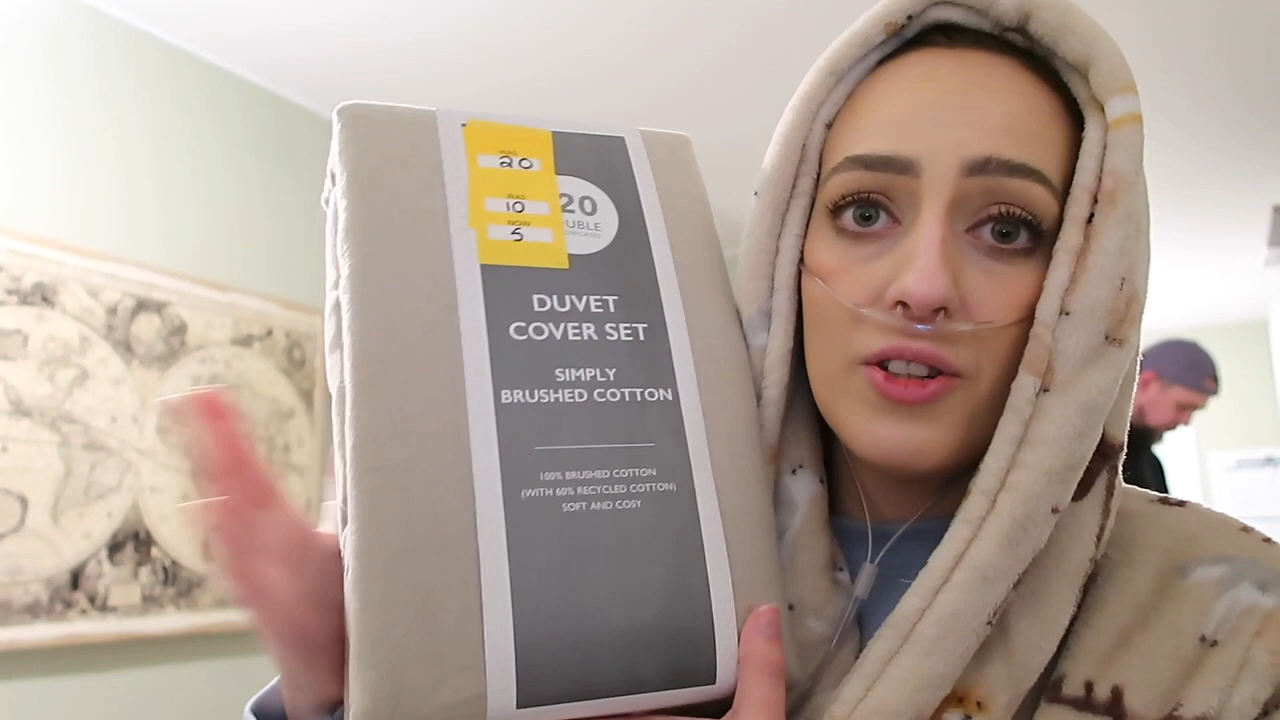 WAS
20
WAS
10
NOW
5
20
UBLE
DUVET
COVER SET
SIMPLY
BRUSHED COTTON
100% BRUSHED COTTON
(WITH 60% RECYCLED COTTON)
SOFT AND COSY